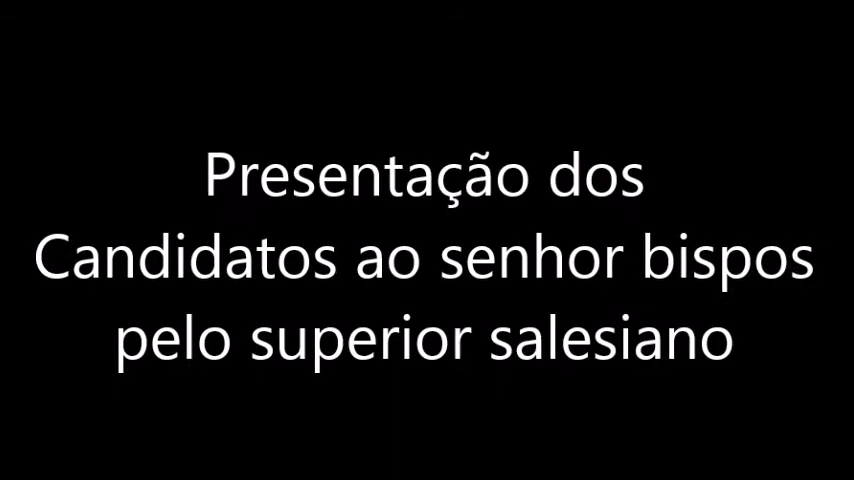 Presentação dos
Candidatos ao senhor bispos
pelo superior salesiano